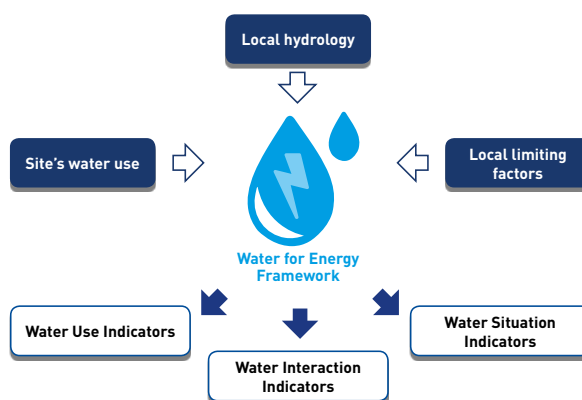 Local hydrology
Site's water use
Local limiting
factors
Water for Energy
Framework
Water Use Indicators
Water Interaction
Indicators
Water Situation
Indicators